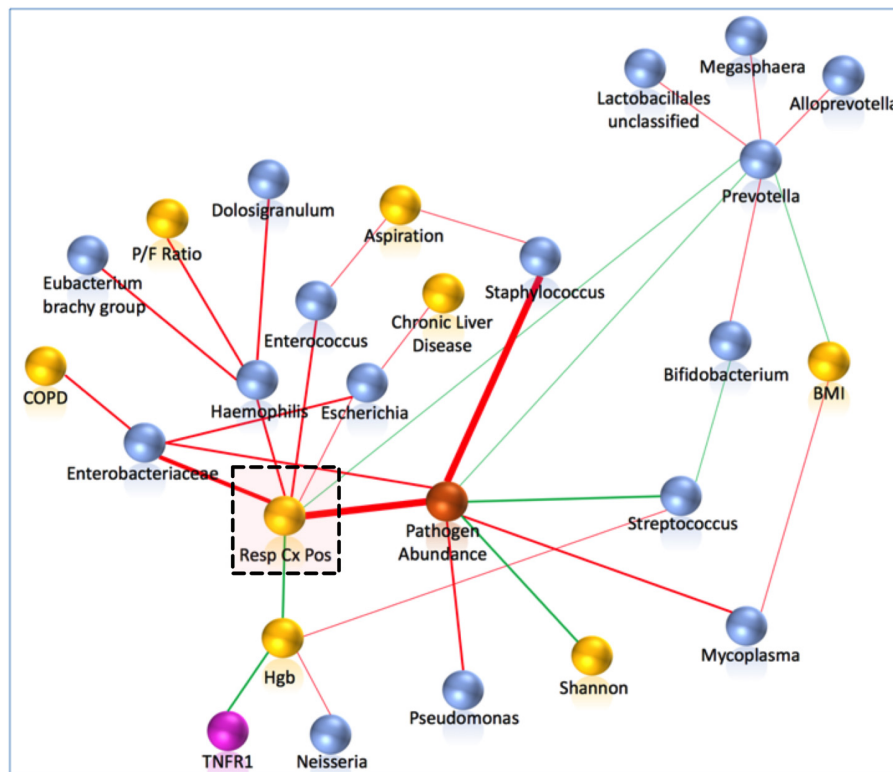 Megasphaera
Lactobacillales
unclassified
Alloprevotella
Prevotella
Dolosigranulum
P/F Ratio
Aspiration
Eubacterium
brachy group
Staphylococcus
Enterococcus
Chronic Liver
Disease
Bifidobacterium
BMI
COPD
Haemophilis
Escherichia
Enterobacteriaceae
Resp Cx Pos
Pathogen
Abundance
Streptococcus
Hgb
Mycoplasma
Shannon
Pseudomonas
TNFR1
Neisseria